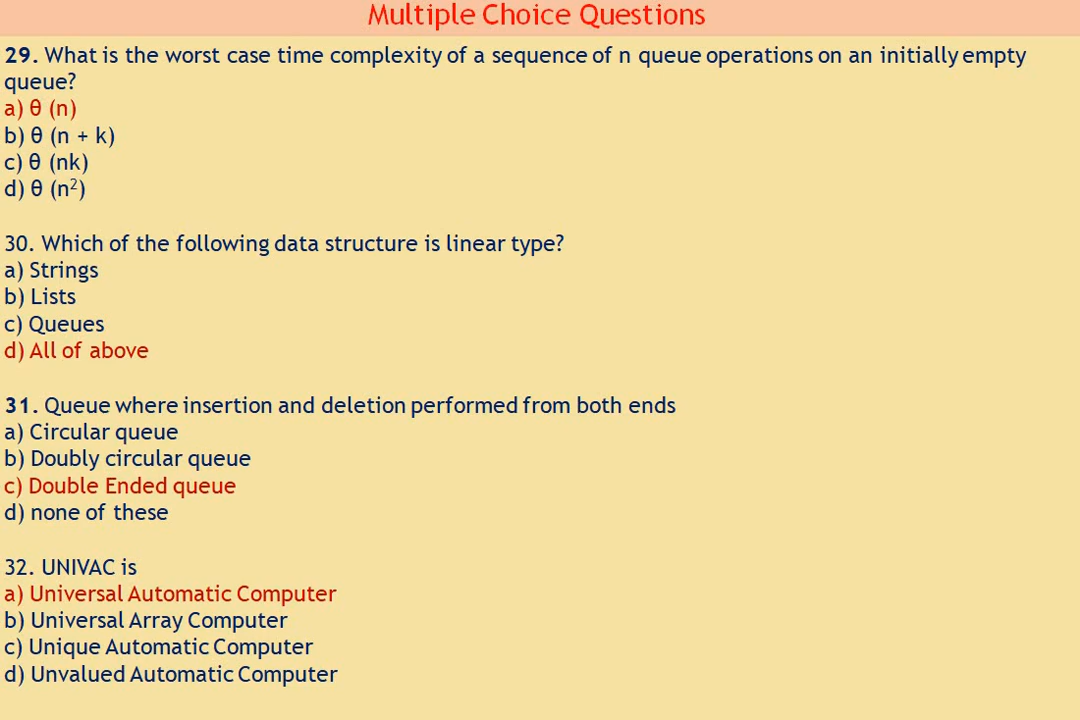 Multiple Choice Questions
29. What is the worst case time complexity of a sequence of n queue operations on an initially empty
queue?
a) θ (n)
b) θ (n + k)
c) θ (nk)
d) θ (n²)
30. Which of the following data structure is linear type?
a) Strings
b) Lists
c) Queues
d) All of above
31. Queue where insertion and deletion performed from both ends
a) Circular queue
b) Doubly circular queue
c) Double Ended queue
d) none of these
32. UNIVAC is
a) Universal Automatic Computer
b) Universal Array Computer
c) Unique Automatic Computer
d) Unvalued Automatic Computer